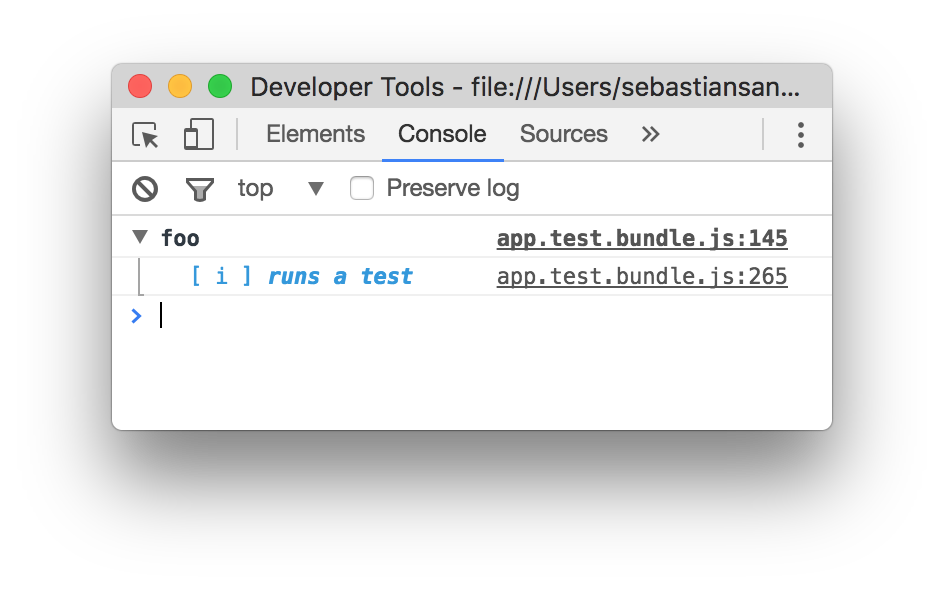 Developer Tools - file:///Users/sebastiansan...
Elements Console Sources »
top ▼ Preserve log
▼ foo app.test.bundle.js:145
[ i ] runs a test app.test.bundle.js:265
>